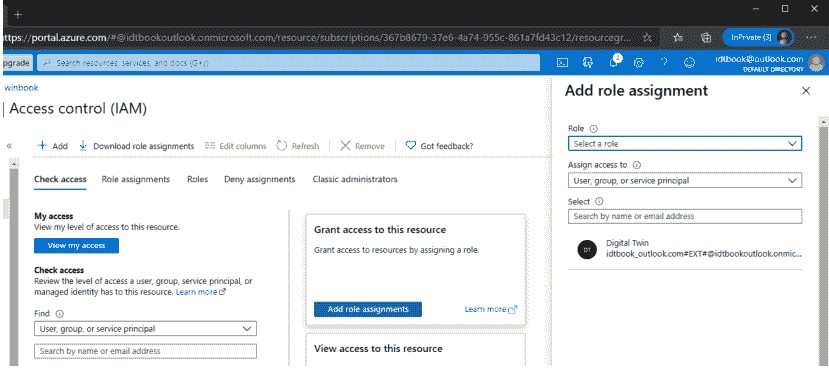 https://portal.azure.com/#@idtbookoutlook.onmicrosoft.com/resource/subscriptions/367b8679-37e6-4a74-955c-861a7fd43c12/resourcegr...
InPrivate (3)
pgrade
Search resources, services, and docs (G+/)
1
idtbook@outlook.com
DEFAULT DIRECTORY
winbook
| Access control (IAM)
Add
Download role assignments
Edit columns
Refresh
Remove
Got feedback?
Check access
Role assignments
Roles
Deny assignments
Classic administrators
My access
View my level of access to this resource.
View my access
Check access
Review the level of access a user, group, service principal, or
managed identity has to this resource. Learn more
Find
User, group, or service principal
Search by name or email address
Grant access to this resource
Grant access to resources by assigning a role.
Add role assignments
Learn more
View access to this resource
Add role assignment
Role
Select a role
Assign access to
User, group, or service principal
Select
Search by name or email address
DT
Digital Twin
idtbook_outlook.com#EXT#@idtbookoutlook.onmic...